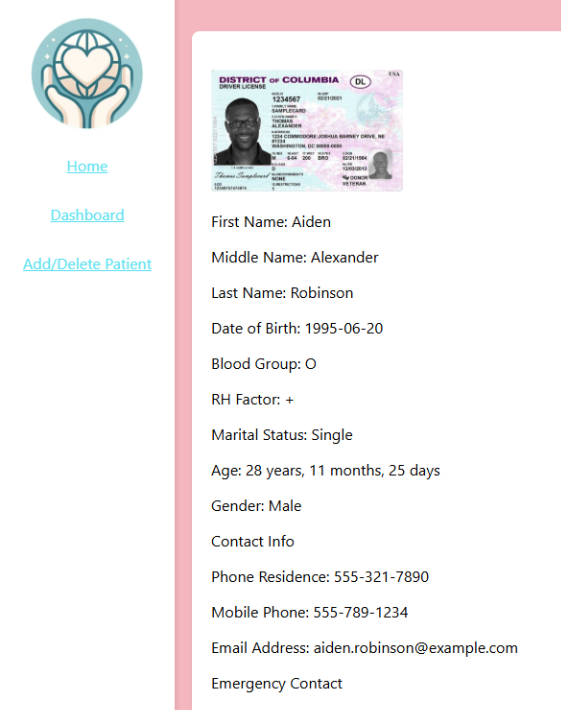 Home
Dashboard
Add/Delete Patient
USA
DISTRICT OF COLUMBIA
DL
DRIVER LICENSE
1234567
02/21/2021
SAMPLECARD
THOMAS
ALEXANDER
1234 COMMODORE JOSHUA BARNEY DRIVE, NE
WASHINGTON, DC
M 6-04 200 BRO 02/21/1984
NONE
DONOR
VETERAN
First Name: Aiden
Middle Name: Alexander
Last Name: Robinson
Date of Birth: 1995-06-20
Blood Group: O
RH Factor: +
Marital Status: Single
Age: 28 years, 11 months, 25 days
Gender: Male
Contact Info
Phone Residence: 555-321-7890
Mobile Phone: 555-789-1234
Email Address: aiden.robinson@example.com
Emergency Contact